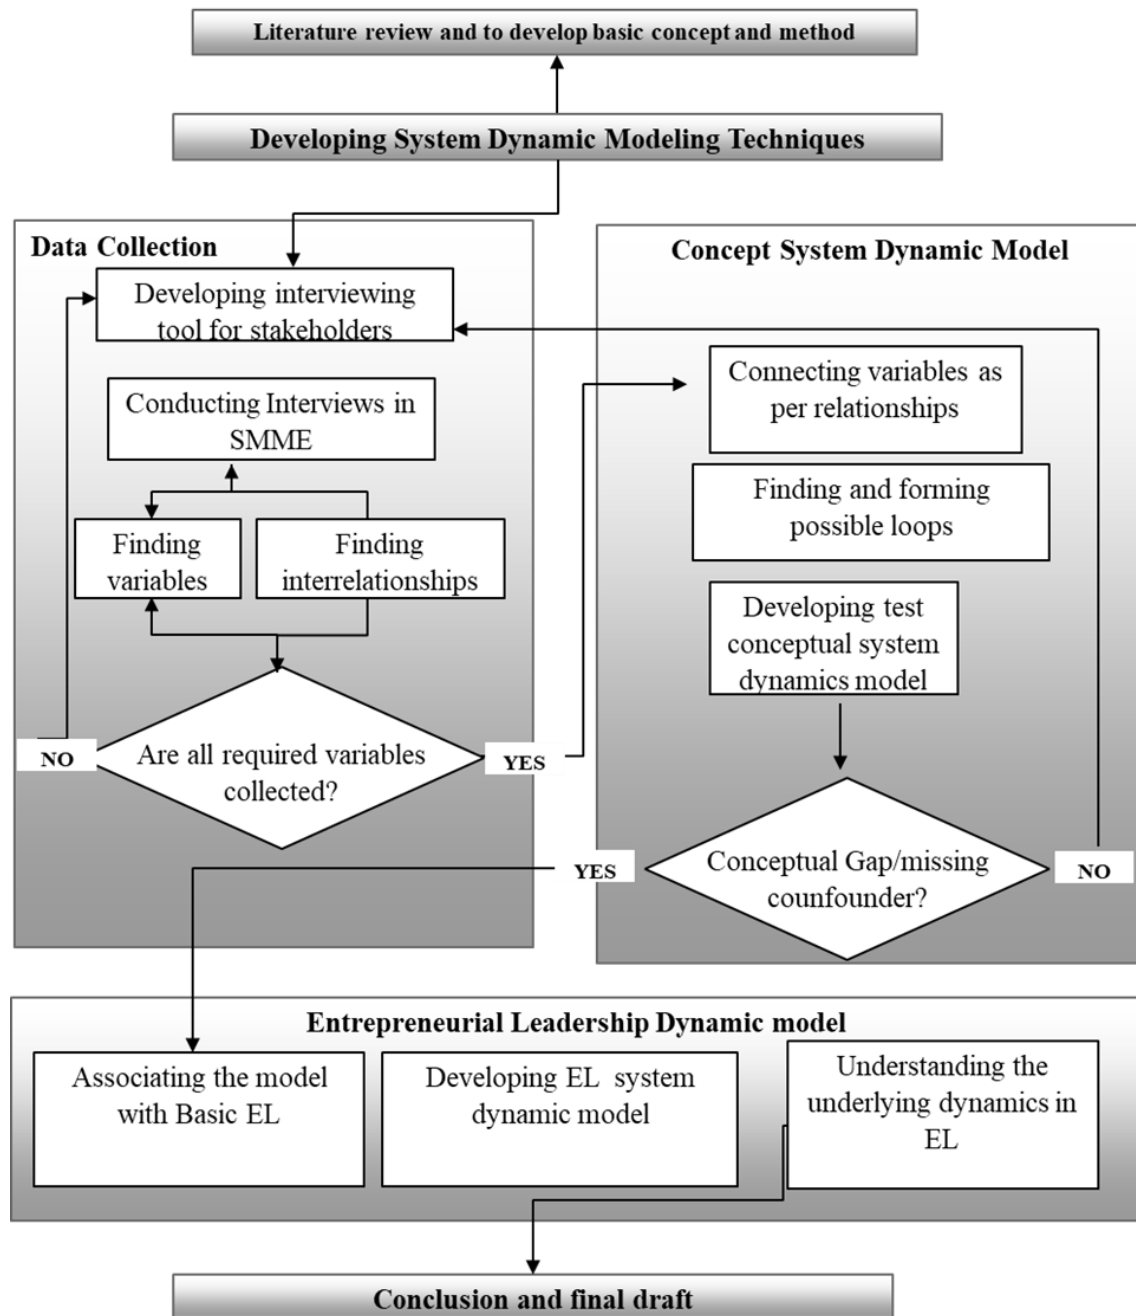 Literature review and to develop basic concept and method
Developing System Dynamic Modeling Techniques
Data Collection
Developing interviewing
tool for stakeholders
Conducting Interviews in
SMME
Finding
variables
Finding
interrelationships
Are all required variables
collected?
NO
YES
Concept System Dynamic Model
Connecting variables as
per relationships
Finding and forming
possible loops
Developing test
conceptual system
dynamics model
Conceptual Gap/missing
counfounder?
YES
NO
Entrepreneurial Leadership Dynamic model
Associating the model
with Basic EL
Developing EL system
dynamic model
Understanding the
underlying dynamics in
EL
Conclusion and final draft